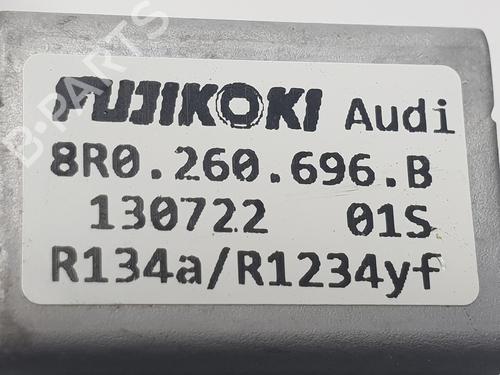 FUJIKOKI Audi
8R0.260.696.B
130722 01S
R134a/R1234yf
B-PARTS